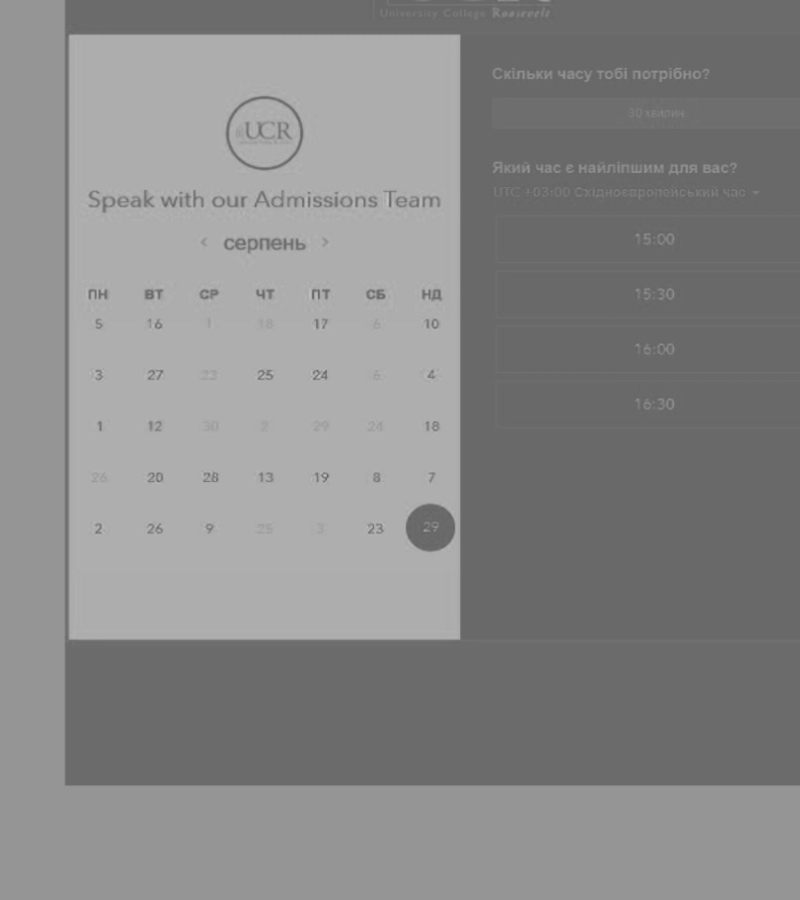 University College Roosevelt
UCR
Speak with our Admissions Team
< серпень >
ПН ВТ СР ЧТ ПТ СБ НД
5 16 1 18 17 6 10
3 27 22 25 24 6 4
1 12 30 2 29 24 18
26 20 28 13 19 8 7
2 26 9 25 3 23 29
Скільки часу тобі потрібно?
30 хвилин
Який час є найліпшим для вас?
UTC +03:00 Східноєвропейський час
15:00
15:30
16:00
16:30